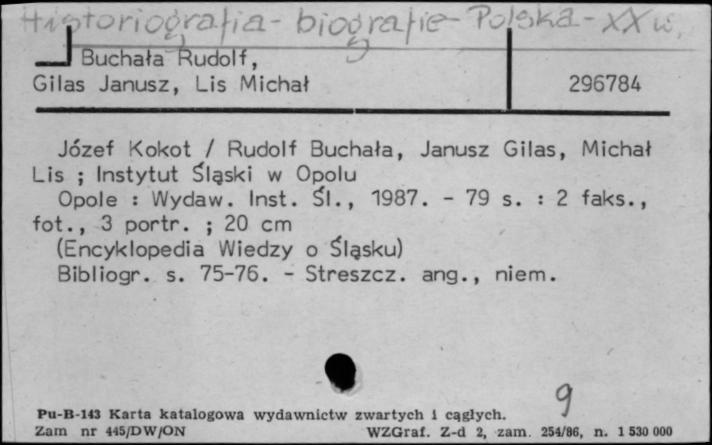 Historiografia - biografie - Polska - XX w.
Buchała Rudolf,
Gilas Janusz, Lis Michał
296784
Józef Kokot / Rudolf Buchała, Janusz Gilas, Michał
Lis ; Instytut Śląski w Opolu
Opole : Wydaw. Inst. Śl., 1987. - 79 s. : 2 faks.,
fot., 3 portr. ; 20 cm
(Encyklopedia Wiedzy o Śląsku)
Bibliogr. s. 75-76. - Streszcz. ang., niem.
9
Pu-B-143 Karta katalogowa wydawnictw zwartych i ciągłych.
Zam nr 445/DW/ON WZGraf. Z-d 2, zam. 254/86, n. 1 530 000